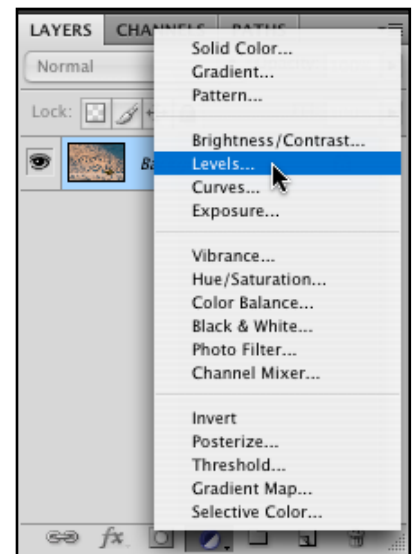 LAYERS
Normal
Lock:
Solid Color...
Gradient...
Pattern...
Brightness/Contrast...
Levels...
Curves...
Exposure...
Vibrance...
Hue/Saturation...
Color Balance...
Black & White...
Photo Filter...
Channel Mixer...
Invert
Posterize...
Threshold...
Gradient Map...
Selective Color...
fx.